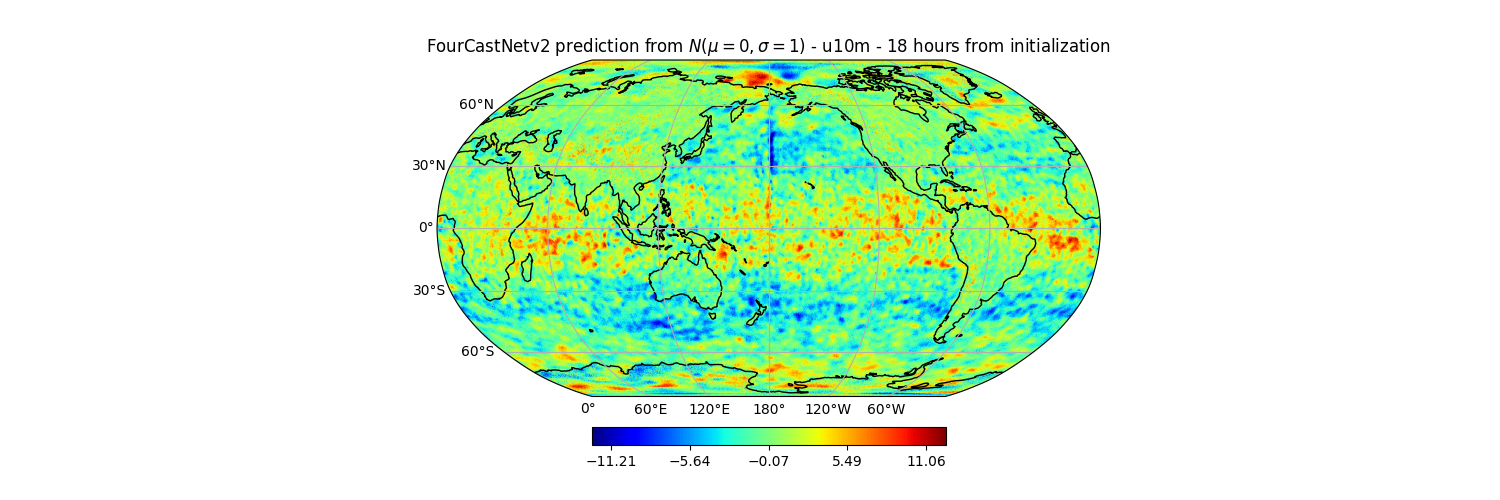 FourCastNetv2 prediction from N(μ = 0, σ = 1) - u10m - 18 hours from initialization
60°N
30°N
0°
30°S
60°S
0° 60°E 120°E 180° 120°W 60°W
−11.21 −5.64 −0.07 5.49 11.06